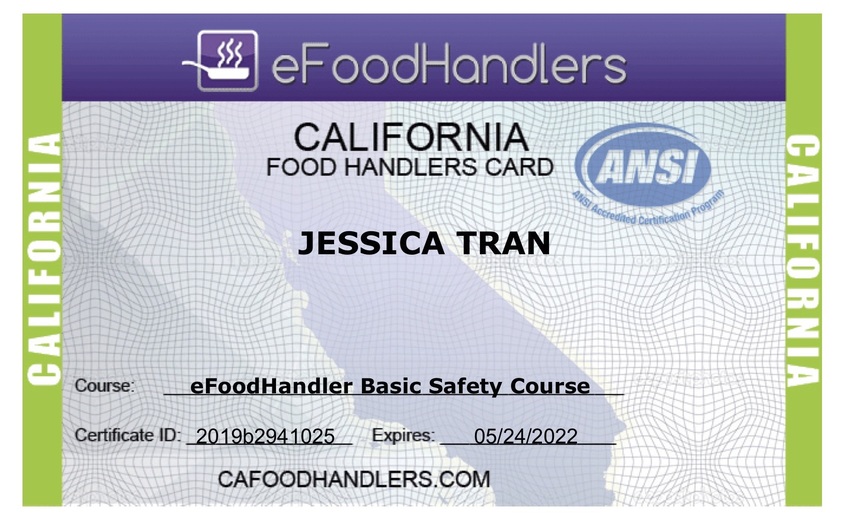 eFoodHandlers
CALIFORNIA
FOOD HANDLERS CARD
ANSI
ANSI Accredited Certification Program
JESSICA TRAN
CALIFORNIA
CALIFORNIA
Course: eFoodHandler Basic Safety Course
Certificate ID: 2019b2941025 Expires: 05/24/2022
CAFOODHANDLERS.COM